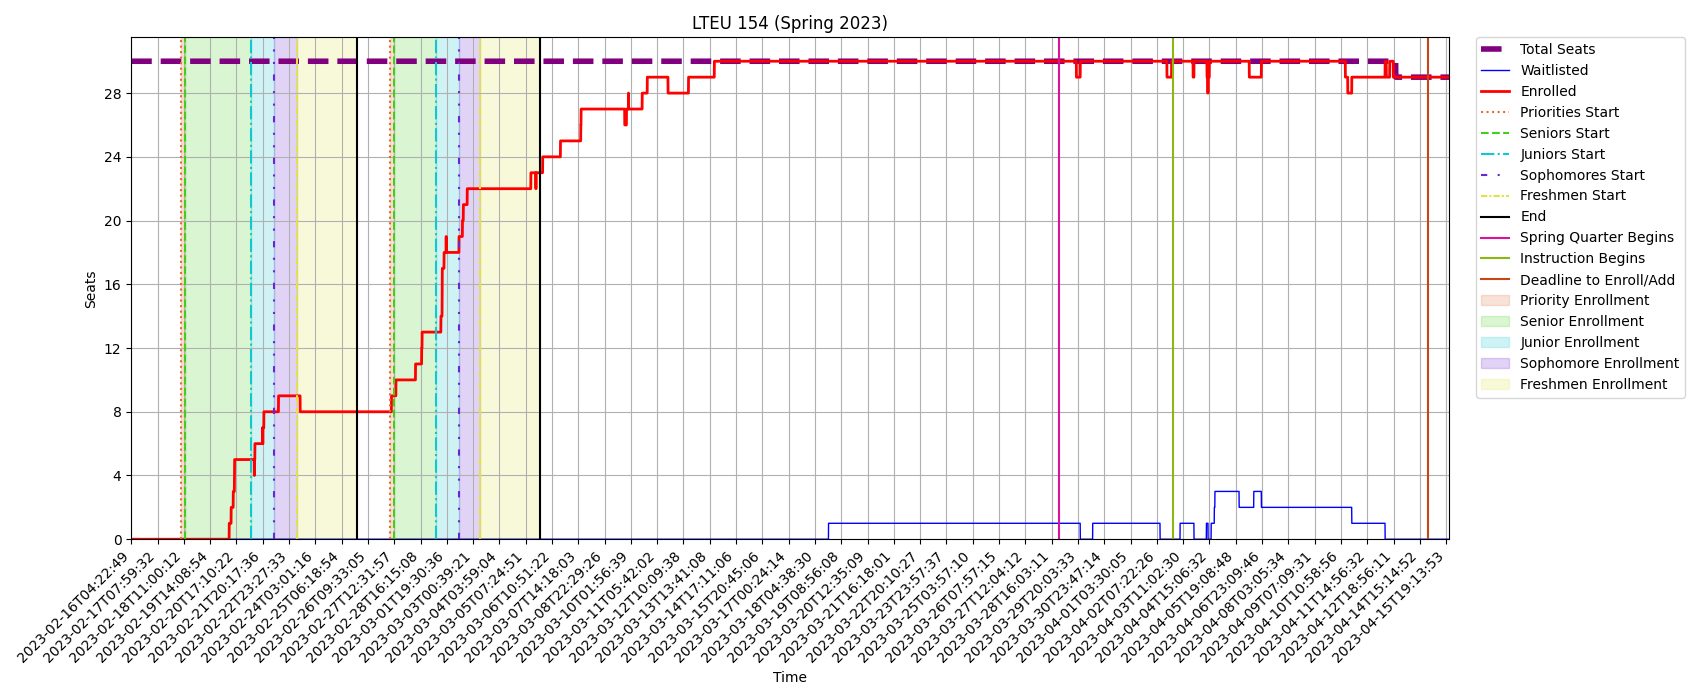 LTEU 154 (Spring 2023)
Seats
28
24
20
16
12
8
4
0
2023-02-16T04:22:49
2023-02-17T07:59:32
2023-02-18T11:00:12
2023-02-19T14:08:54
2023-02-20T17:10:22
2023-02-21T20:17:36
2023-02-22T23:27:33
2023-02-24T03:01:16
2023-02-25T06:18:54
2023-02-26T09:33:05
2023-02-27T12:31:57
2023-02-28T16:15:08
2023-03-01T19:30:36
2023-03-03T00:39:21
2023-03-04T03:59:04
2023-03-05T07:24:51
2023-03-06T10:51:22
2023-03-07T14:18:03
2023-03-08T22:29:26
2023-03-10T01:56:39
2023-03-11T05:42:02
2023-03-12T10:09:38
2023-03-13T13:41:08
2023-03-14T17:11:06
2023-03-15T20:45:06
2023-03-17T00:24:14
2023-03-18T04:38:30
2023-03-19T08:56:08
2023-03-20T12:35:09
2023-03-21T16:18:01
2023-03-22T20:10:27
2023-03-23T23:57:37
2023-03-25T03:57:10
2023-03-26T07:57:15
2023-03-27T12:04:12
2023-03-28T16:03:11
2023-03-29T20:03:33
2023-03-30T23:47:14
2023-04-01T03:30:05
2023-04-02T07:22:26
2023-04-03T11:02:30
2023-04-04T15:06:32
2023-04-05T19:08:48
2023-04-06T23:09:46
2023-04-08T03:05:34
2023-04-09T07:09:31
2023-04-10T10:58:56
2023-04-11T14:56:32
2023-04-12T18:56:11
2023-04-14T15:14:52
2023-04-15T19:13:53
Time
Total Seats
Waitlisted
Enrolled
Priorities Start
Seniors Start
Juniors Start
Sophomores Start
Freshmen Start
End
Spring Quarter Begins
Instruction Begins
Deadline to Enroll/Add
Priority Enrollment
Senior Enrollment
Junior Enrollment
Sophomore Enrollment
Freshmen Enrollment